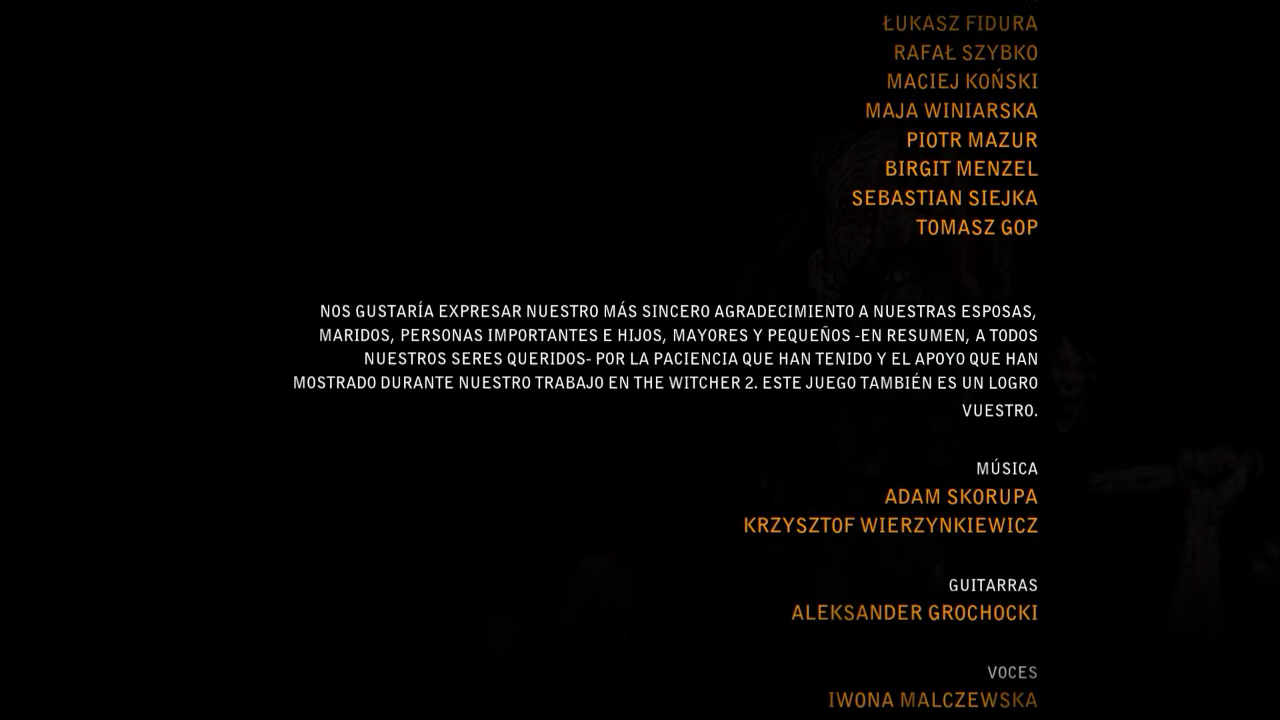 ŁUKASZ FIDURA
RAFAŁ SZYBKO
MACIEJ KOŃSKI
MAJA WINIARSKA
PIOTR MAZUR
BIRGIT MENZEL
SEBASTIAN SIEJKA
TOMASZ GOP
NOS GUSTARÍA EXPRESAR NUESTRO MÁS SINCERO AGRADECIMIENTO A NUESTRAS ESPOSAS,
MARIDOS, PERSONAS IMPORTANTES E HIJOS, MAYORES Y PEQUEÑOS -EN RESUMEN, A TODOS
NUESTROS SERES QUERIDOS- POR LA PACIENCIA QUE HAN TENIDO Y EL APOYO QUE HAN
MOSTRADO DURANTE NUESTRO TRABAJO EN THE WITCHER 2. ESTE JUEGO TAMBIÉN ES UN LOGRO
VUESTRO.
MÚSICA
ADAM SKORUPA
KRZYSZTOF WIERZYNKIEWICZ
GUITARRAS
ALEKSANDER GROCHOCKI
VOCES
IWONA MALCZEWSKA